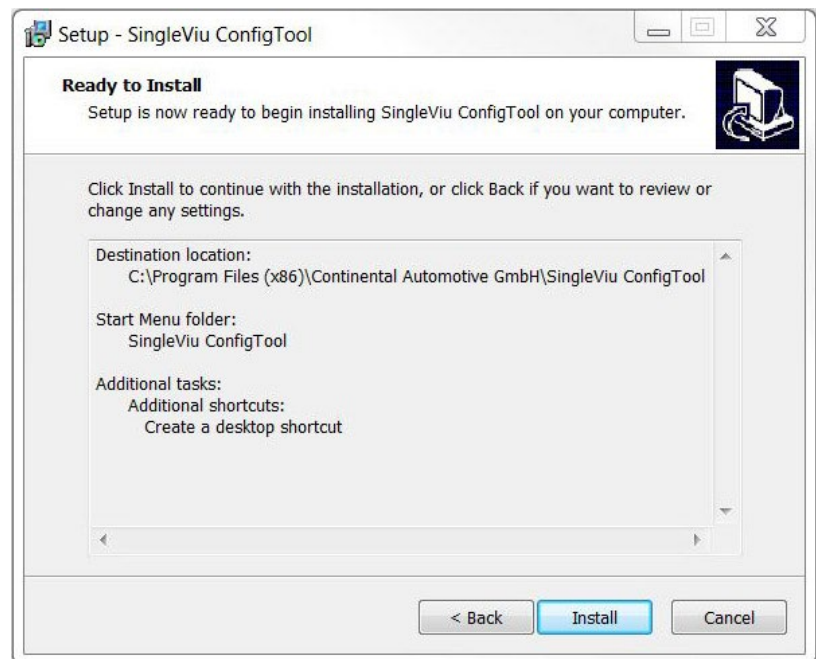 Setup - SingleViu ConfigTool
Ready to Install
Setup is now ready to begin installing SingleViu ConfigTool on your computer.
Click Install to continue with the installation, or click Back if you want to review or
change any settings.
Destination location:
C:\Program Files (x86)\Continental Automotive GmbH\SingleViu ConfigTool
Start Menu folder:
SingleViu ConfigTool
Additional tasks:
Additional shortcuts:
Create a desktop shortcut
< Back Install Cancel